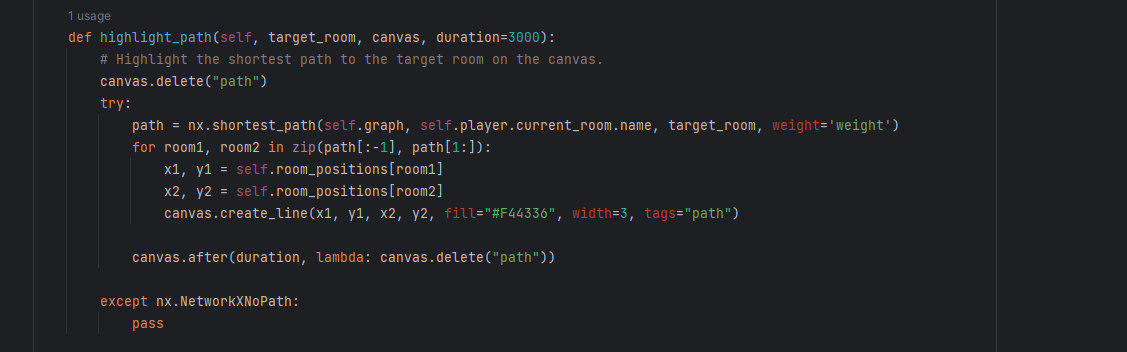 1 usage
def highlight_path(self, target_room, canvas, duration=3000):
    # Highlight the shortest path to the target room on the canvas.
    canvas.delete("path")
    try:
        path = nx.shortest_path(self.graph, self.player.current_room.name, target_room, weight='weight')
        for room1, room2 in zip(path[:-1], path[1:]):
            x1, y1 = self.room_positions[room1]
            x2, y2 = self.room_positions[room2]
            canvas.create_line(x1, y1, x2, y2, fill="#F44336", width=3, tags="path")
        canvas.after(duration, lambda: canvas.delete("path"))
    except nx.NetworkXNoPath:
        pass